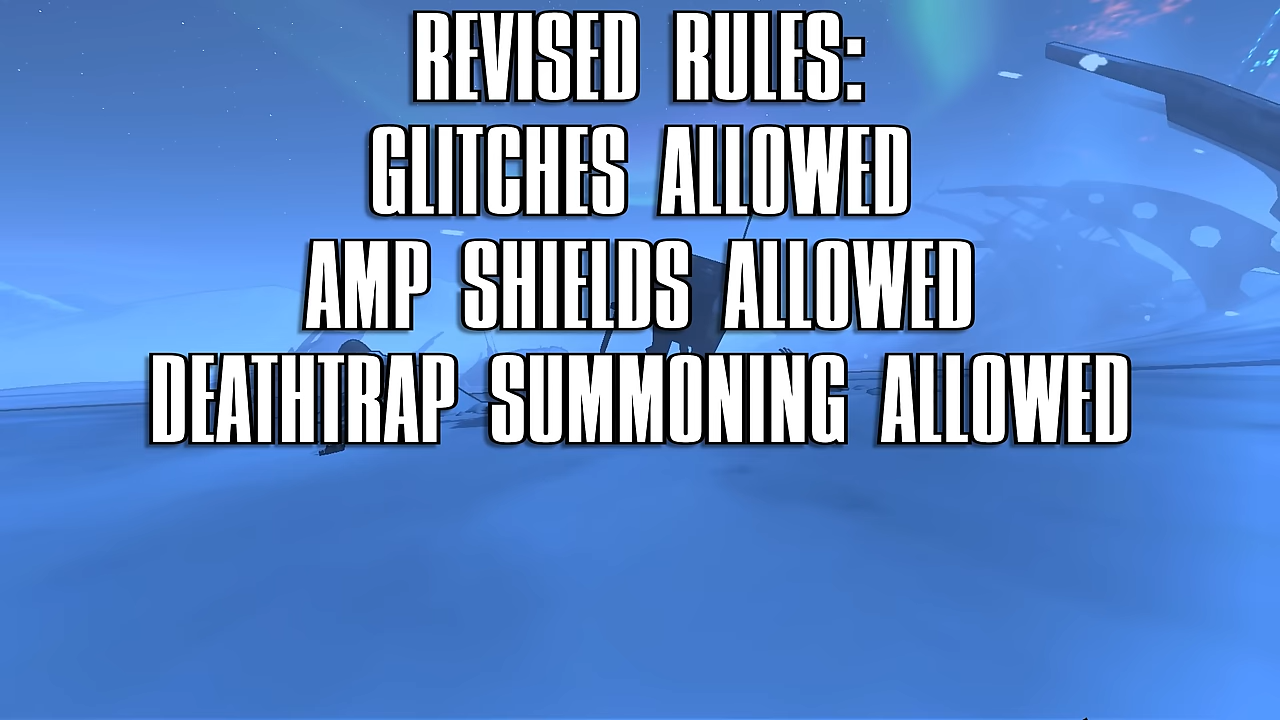 REVISED RULES:
GLITCHES ALLOWED
AMP SHIELDS ALLOWED
DEATHTRAP SUMMONING ALLOWED